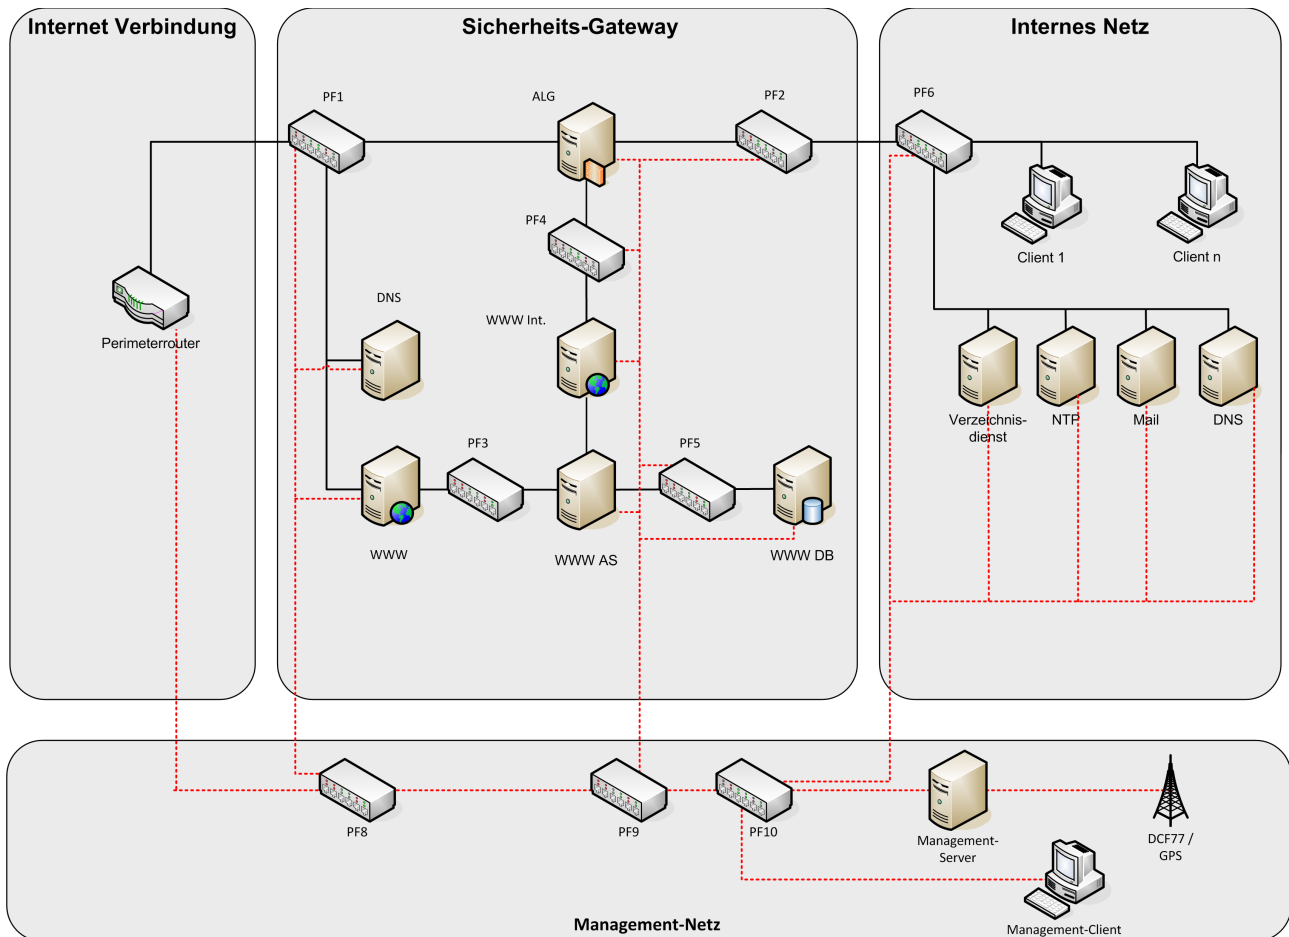 Internet Verbindung
Sicherheits-Gateway
Internes Netz
PF1
ALG
PF2
PF6
PF4
Client 1
Client n
DNS
WWW Int.
Perimeterrouter
Verzeichnis-
dienst
NTP
Mail
DNS
PF3
PF5
WWW
WWW AS
WWW DB
PF8
PF9
PF10
Management-
Server
DCF77 /
GPS
Management-Netz
Management-Client